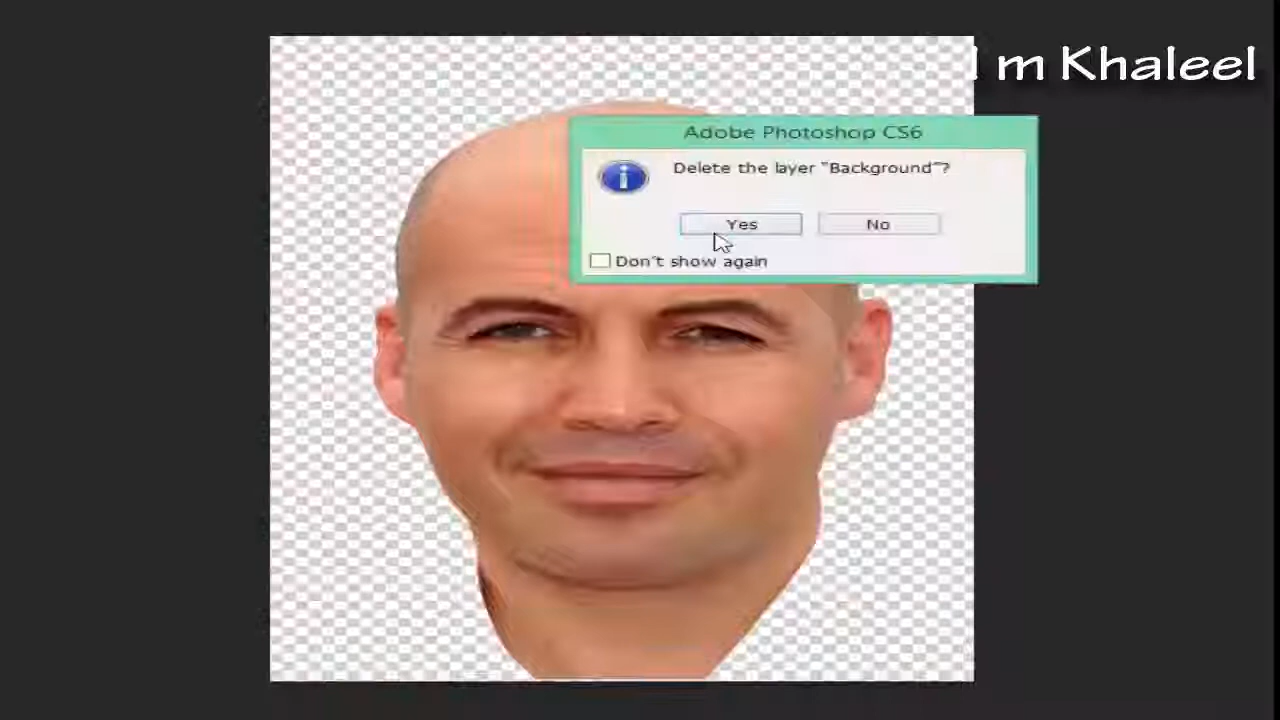 I m Khaleel
Adobe Photoshop CS6
Delete the layer "Background"?
Yes
No
Don't show again